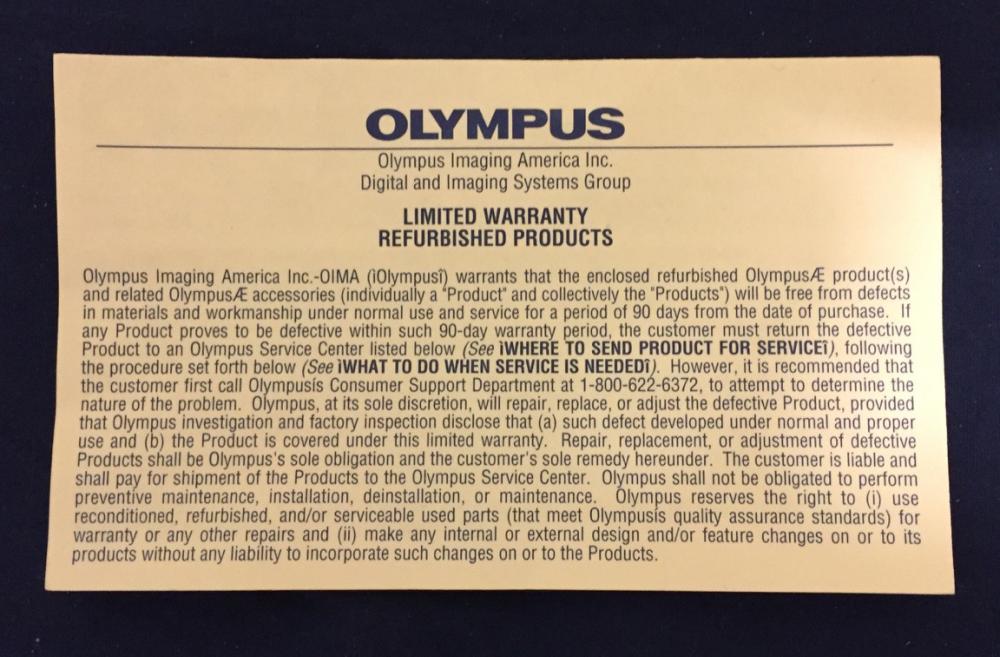 OLYMPUS
Olympus Imaging America Inc.
Digital and Imaging Systems Group
LIMITED WARRANTY
REFURBISHED PRODUCTS
Olympus Imaging America Inc.-OIMA (ìOlympusî) warrants that the enclosed refurbished OlympusÆ product(s)
and related OlympusÆ accessories (individually a "Product" and collectively the "Products") will be free from defects
in materials and workmanship under normal use and service for a period of 90 days from the date of purchase. If
any Product proves to be defective within such 90-day warranty period, the customer must return the defective
Product to an Olympus Service Center listed below (See ìWHERE TO SEND PRODUCT FOR SERVICEî), following
the procedure set forth below (See ìWHAT TO DO WHEN SERVICE IS NEEDEDî). However, it is recommended that
the customer first call Olympusís Consumer Support Department at 1-800-622-6372, to attempt to determine the
nature of the problem. Olympus, at its sole discretion, will repair, replace, or adjust the defective Product, provided
that Olympus investigation and factory inspection disclose that (a) such defect developed under normal and proper
use and (b) the Product is covered under this limited warranty. Repair, replacement, or adjustment of defective
Products shall be Olympus's sole obligation and the customer's sole remedy hereunder. The customer is liable and
shall pay for shipment of the Products to the Olympus Service Center. Olympus shall not be obligated to perform
preventive maintenance, installation, deinstallation, or maintenance. Olympus reserves the right to (i) use
reconditioned, refurbished, and/or serviceable used parts (that meet Olympusís quality assurance standards) for
warranty or any other repairs and (ii) make any internal or external design and/or feature changes on or to its
products without any liability to incorporate such changes on or to the Products.